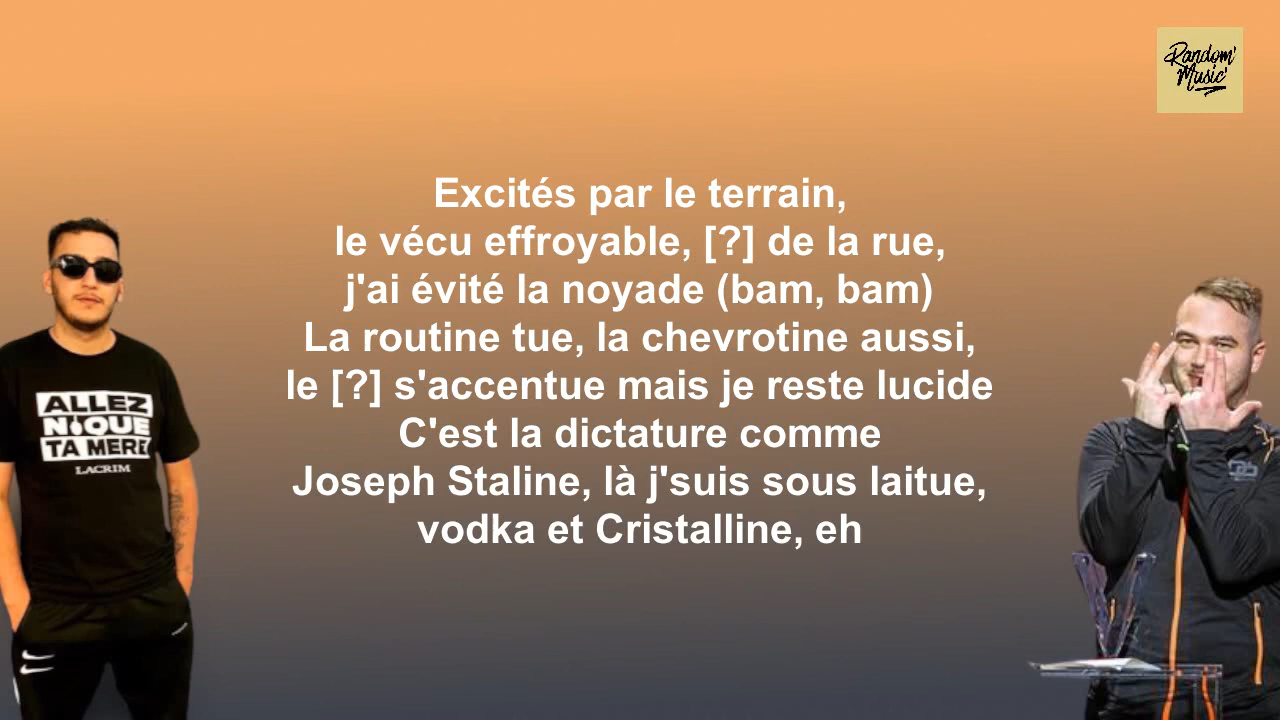 Random'
Music'
Excités par le terrain,
le vécu effroyable, [?] de la rue,
j'ai évité la noyade (bam, bam)
La routine tue, la chevrotine aussi,
le [?] s'accentue mais je reste lucide
C'est la dictature comme
Joseph Staline, là j'suis sous laitue,
vodka et Cristalline, eh
ALLEZ
NIQUE
TA MERE
LACRIM